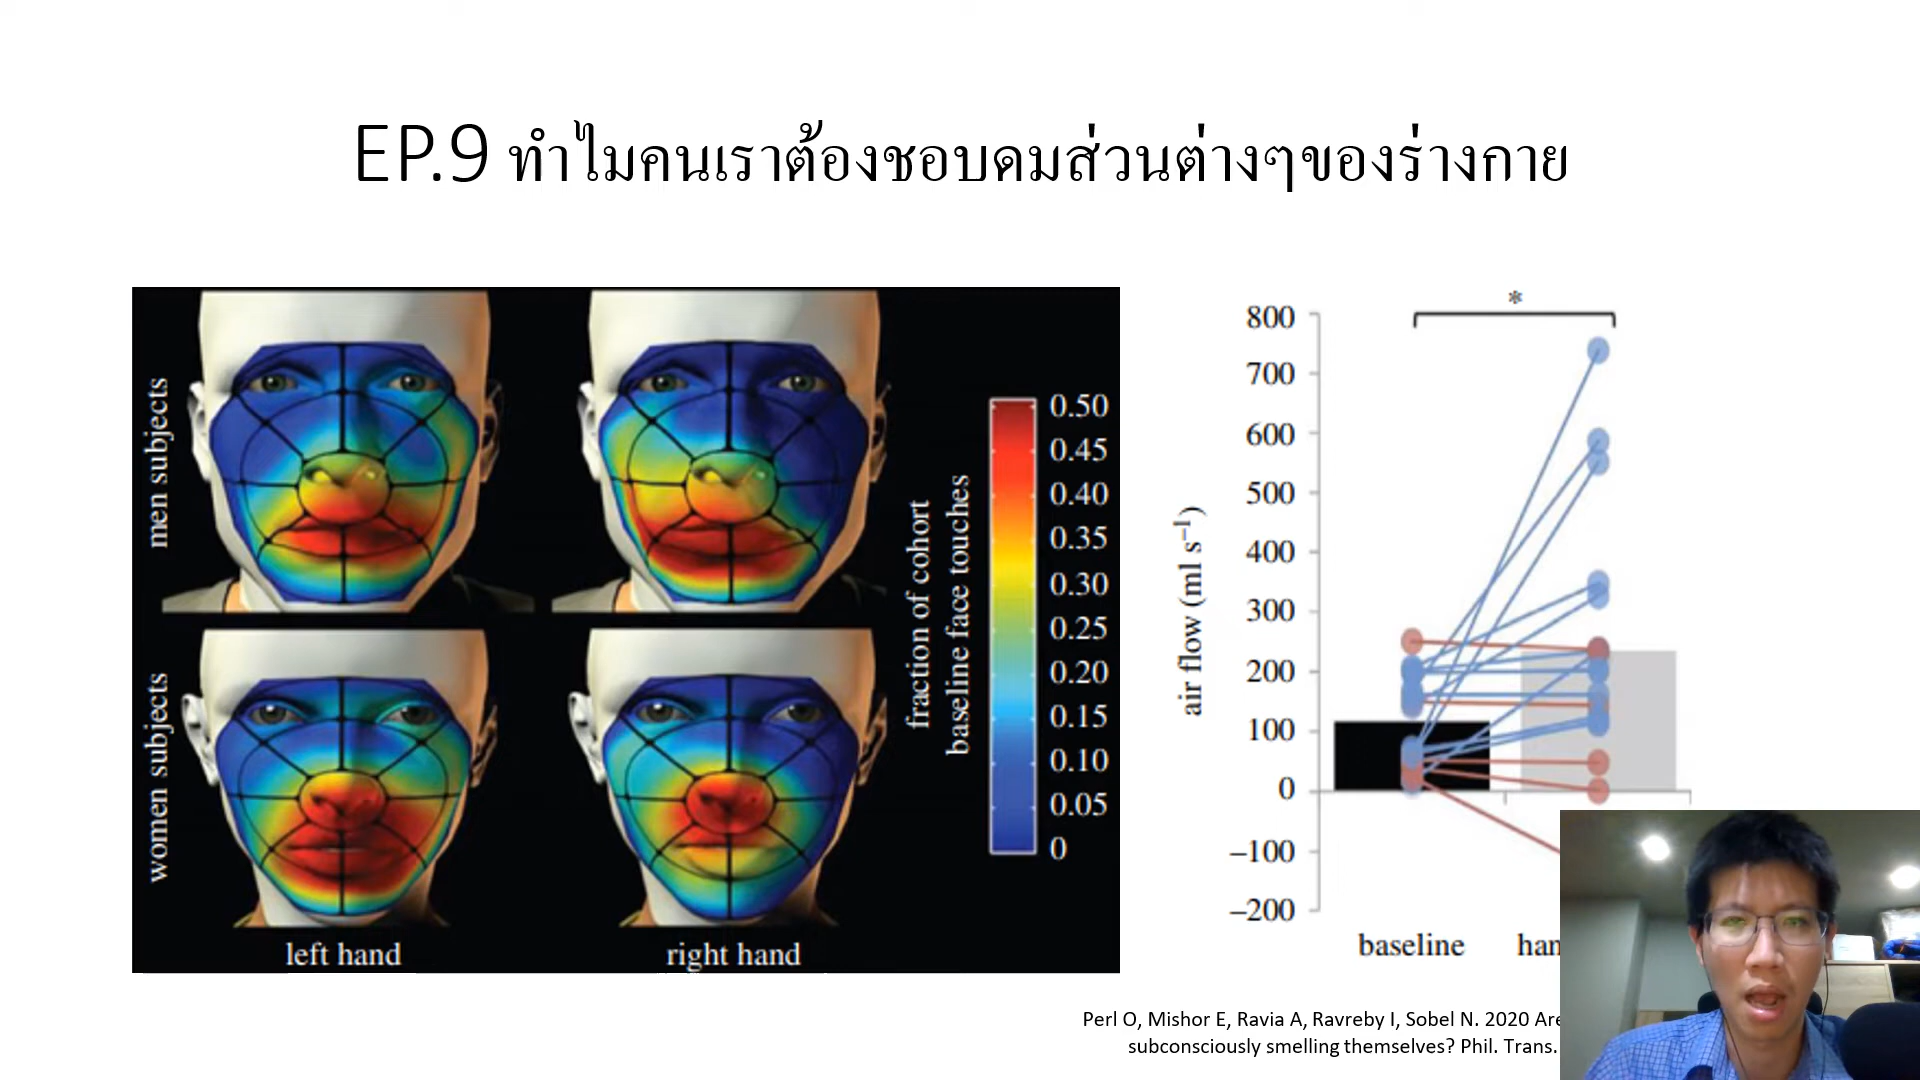 EP.9 ทำไมคนเราต้องชอบดมส่วนต่างๆของร่างกาย
men subjects
women subjects
left hand
right hand
fraction of cohort
baseline face touches
0.50
0.45
0.40
0.35
0.30
0.25
0.20
0.15
0.10
0.05
0
*
air flow (ml s⁻¹)
800
700
600
500
400
300
200
100
0
–100
–200
baseline
Perl O, Mishor E, Ravia A, Ravreby I, Sobel N. 2020
subconsciously smelling themselves? Phil. Trans.